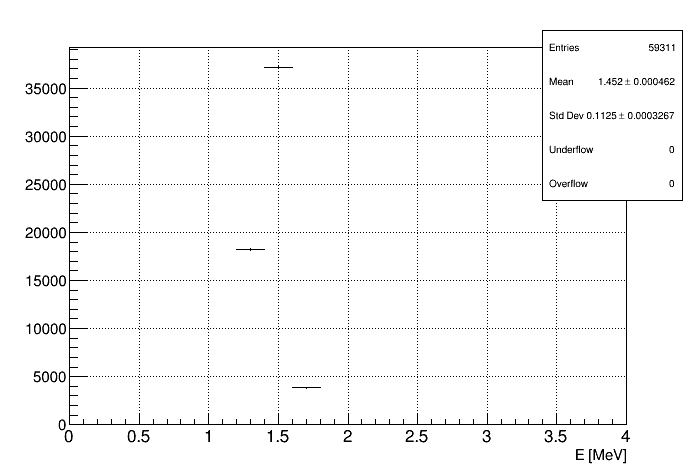 Entries 59311
Mean 1.452 ± 0.000462
Std Dev 0.1125 ± 0.0003267
Underflow 0
Overflow 0
35000
30000
25000
20000
15000
10000
5000
0
0 0.5 1 1.5 2 2.5 3 3.5 4
E [MeV]